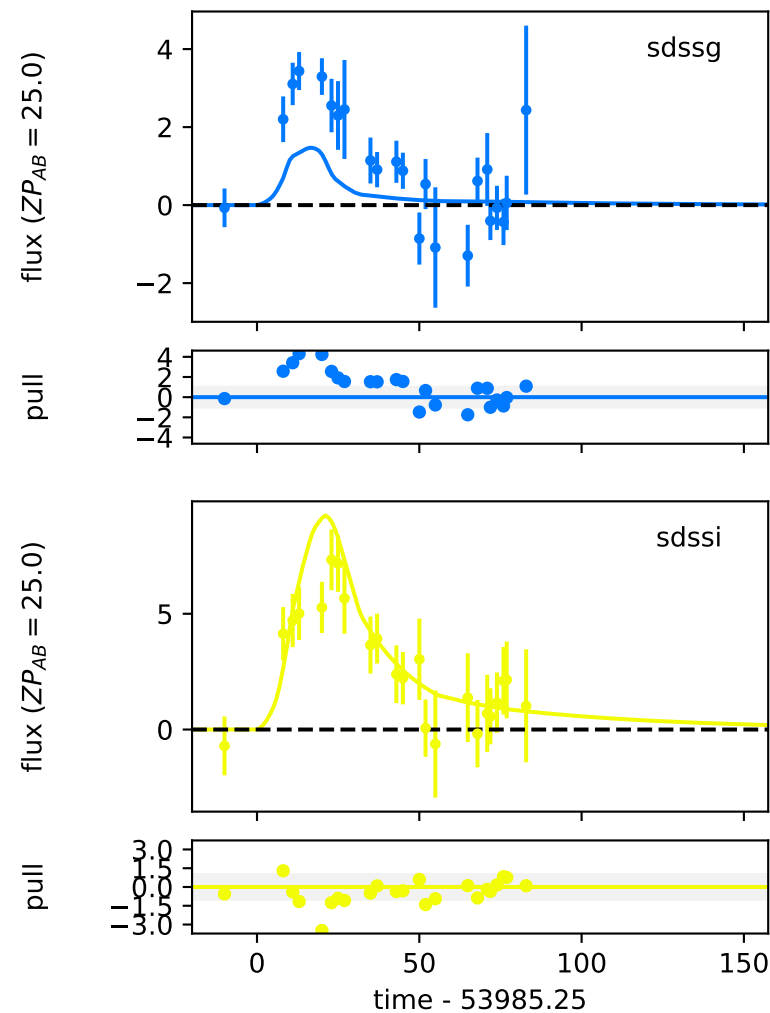 sdssg
flux (ZP_AB = 25.0)
4
2
0
−2
pull
4
2
0
−2
−4
sdssi
flux (ZP_AB = 25.0)
5
0
pull
3.0
1.5
0.0
−1.5
−3.0
0 50 100 150
time - 53985.25